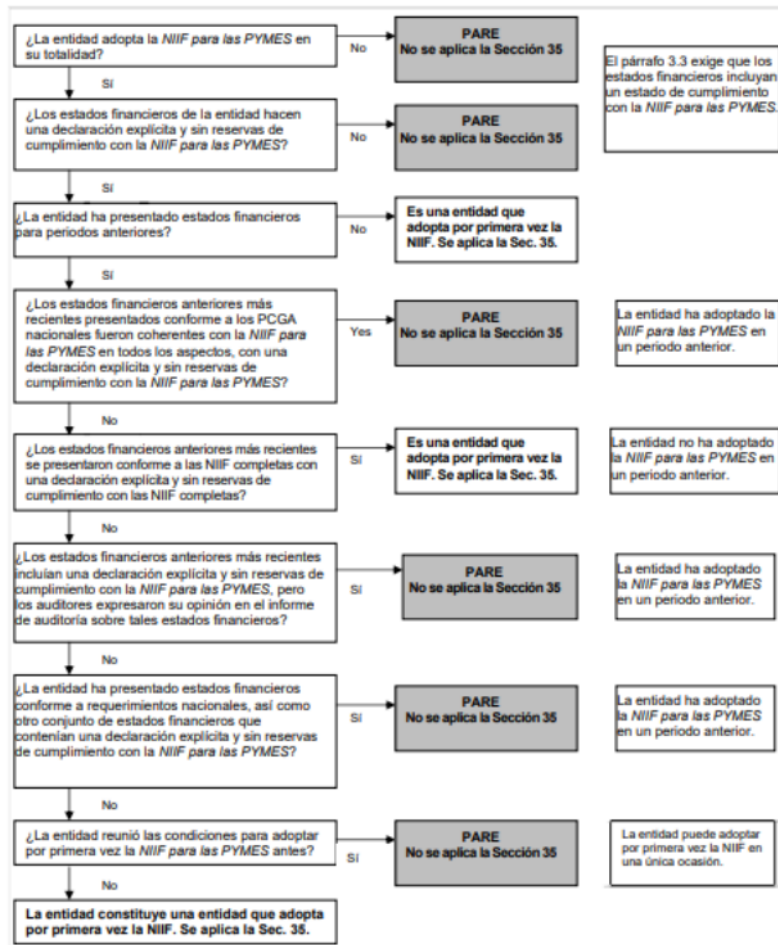 ¿La entidad adopta la NIIF para las PYMES en
su totalidad?
No
PARE
No se aplica la Sección 35
El párrafo 3.3 exige que los
estados financieros incluyan
un estado de cumplimiento
con la NIIF para las PYMES.
Sí
¿Los estados financieros de la entidad hacen
una declaración explícita y sin reservas de
cumplimiento con la NIIF para las PYMES?
No
PARE
No se aplica la Sección 35
Sí
¿La entidad ha presentado estados financieros
para periodos anteriores?
No
Es una entidad que
adopta por primera vez la
NIIF. Se aplica la Sec. 35.
Sí
¿Los estados financieros anteriores más
recientes presentados conforme a los PCGA
nacionales fueron coherentes con la NIIF para
las PYMES en todos los aspectos, con una
declaración explícita y sin reservas de
cumplimiento con la NIIF para las PYMES?
Yes
PARE
No se aplica la Sección 35
La entidad ha adoptado la
NIIF para las PYMES en
un periodo anterior.
No
¿Los estados financieros anteriores más recientes
se presentaron conforme a las NIIF completas con
una declaración explícita y sin reservas de
cumplimiento con las NIIF completas?
Sí
Es una entidad que
adopta por primera vez la
NIIF. Se aplica la Sec. 35.
La entidad no ha adoptado
la NIIF para las PYMES en
un periodo anterior.
No
¿Los estados financieros anteriores más recientes
incluían una declaración explícita y sin reservas de
cumplimiento con la NIIF para las PYMES, pero
los auditores expresaron su opinión en el informe
de auditoría sobre tales estados financieros?
Sí
PARE
No se aplica la Sección 35
La entidad ha adoptado
la NIIF para las PYMES
en un periodo anterior.
No
¿La entidad ha presentado estados financieros
conforme a requerimientos nacionales, así como
otro conjunto de estados financieros que
contenían una declaración explícita y sin reservas
de cumplimiento con la NIIF para las PYMES?
Sí
PARE
No se aplica la Sección 35
La entidad ha adoptado
la NIIF para las PYMES
en un periodo anterior.
No
¿La entidad reunió las condiciones para adoptar
por primera vez la NIIF para las PYMES antes?
Sí
PARE
No se aplica la Sección 35
La entidad puede adoptar
por primera vez la NIIF en
una única ocasión.
No
La entidad constituye una entidad que adopta
por primera vez la NIIF. Se aplica la Sec. 35.